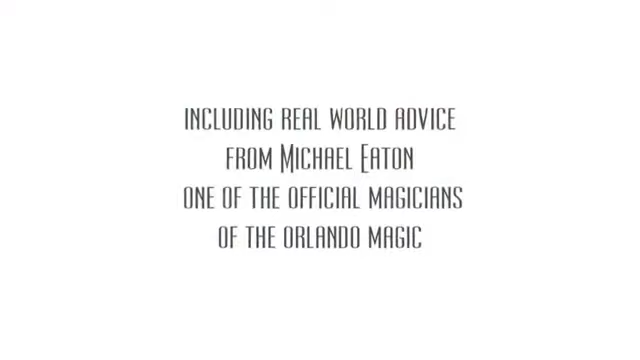 INCLUDING REAL WORLD ADVICE
FROM MICHAEL EATON
ONE OF THE OFFICIAL MAGICIANS
OF THE ORLANDO MAGIC